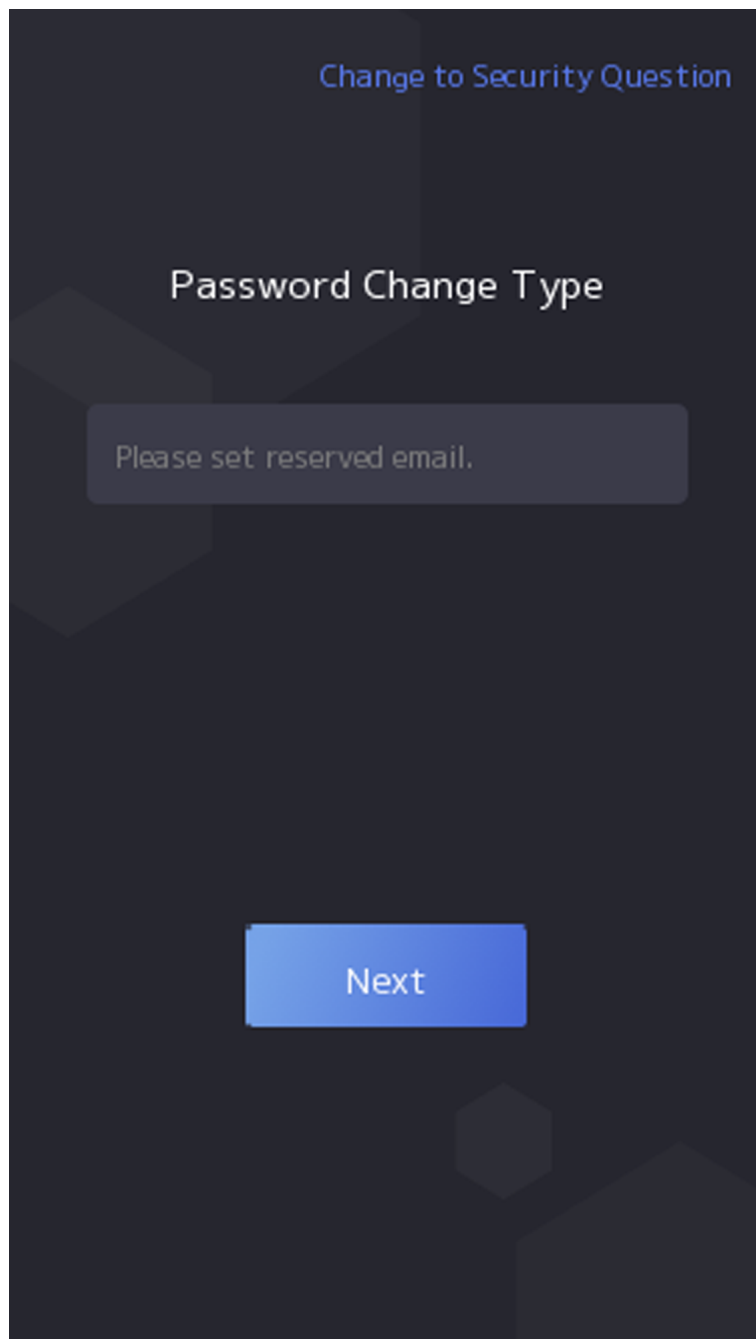 Change to Security Question
Password Change Type
Please set reserved email.
Next